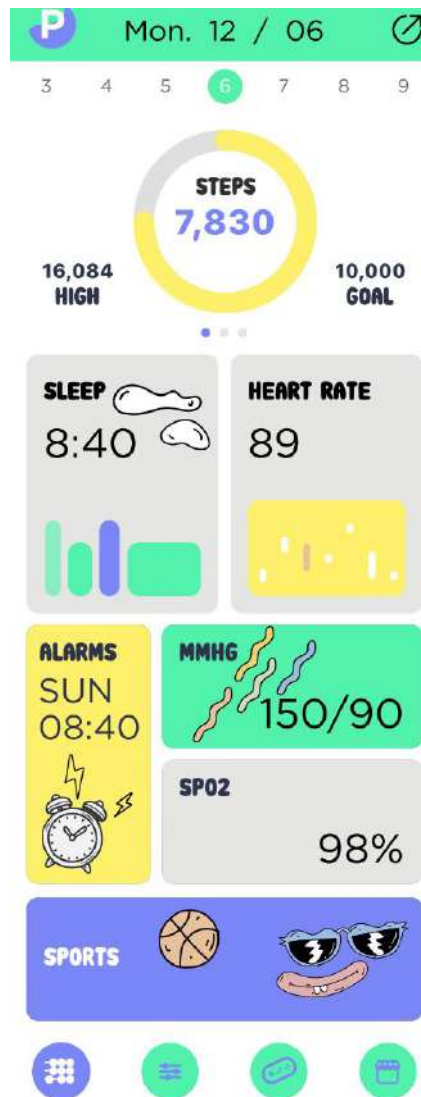 P
Mon. 12 / 06
3 4 5 6 7 8 9
STEPS
7,830
16,084
HIGH
10,000
GOAL
SLEEP
8:40
HEART RATE
89
ALARMS
SUN
08:40
MMHG
150/90
SPO2
98%
SPORTS